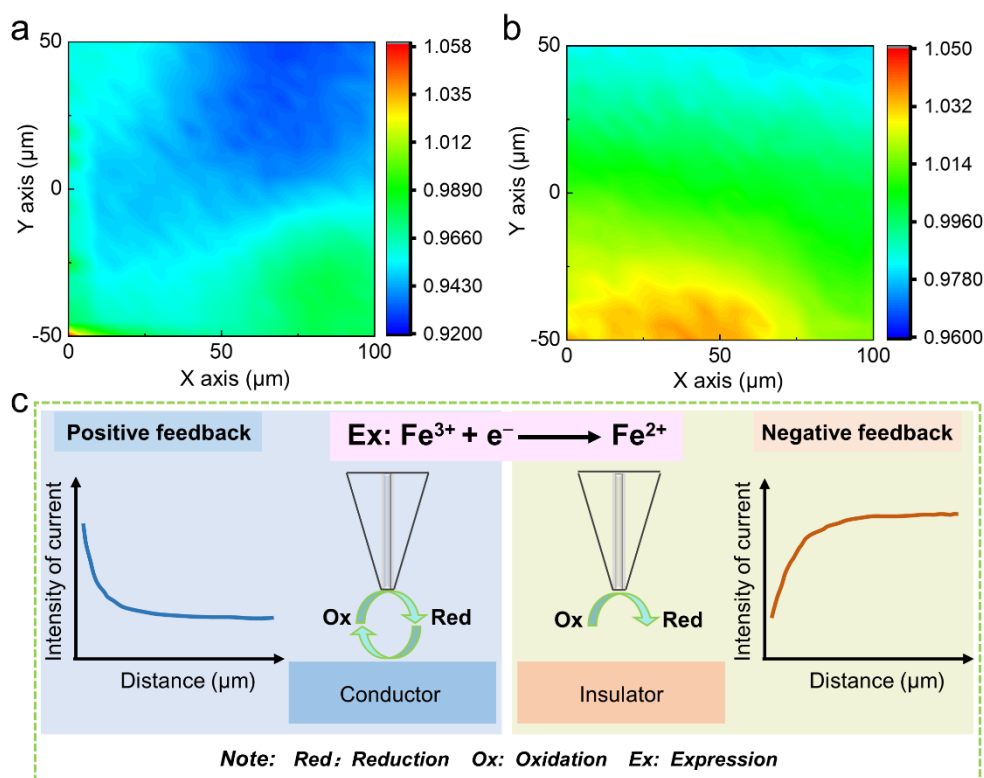 a
50
0
-50
Y axis (μm)
0
50
100
X axis (μm)
1.058
1.035
1.012
0.9890
0.9660
0.9430
0.9200
b
50
0
-50
Y axis (μm)
0
50
100
X axis (μm)
1.050
1.032
1.014
0.9960
0.9780
0.9600
c
Positive feedback
Ex: Fe³⁺ + e⁻ ⟶ Fe²⁺
Negative feedback
Intensity of current
Distance (μm)
Ox
Red
Conductor
Ox
Red
Insulator
Intensity of current
Distance (μm)
Note: Red: Reduction Ox: Oxidation Ex: Expression